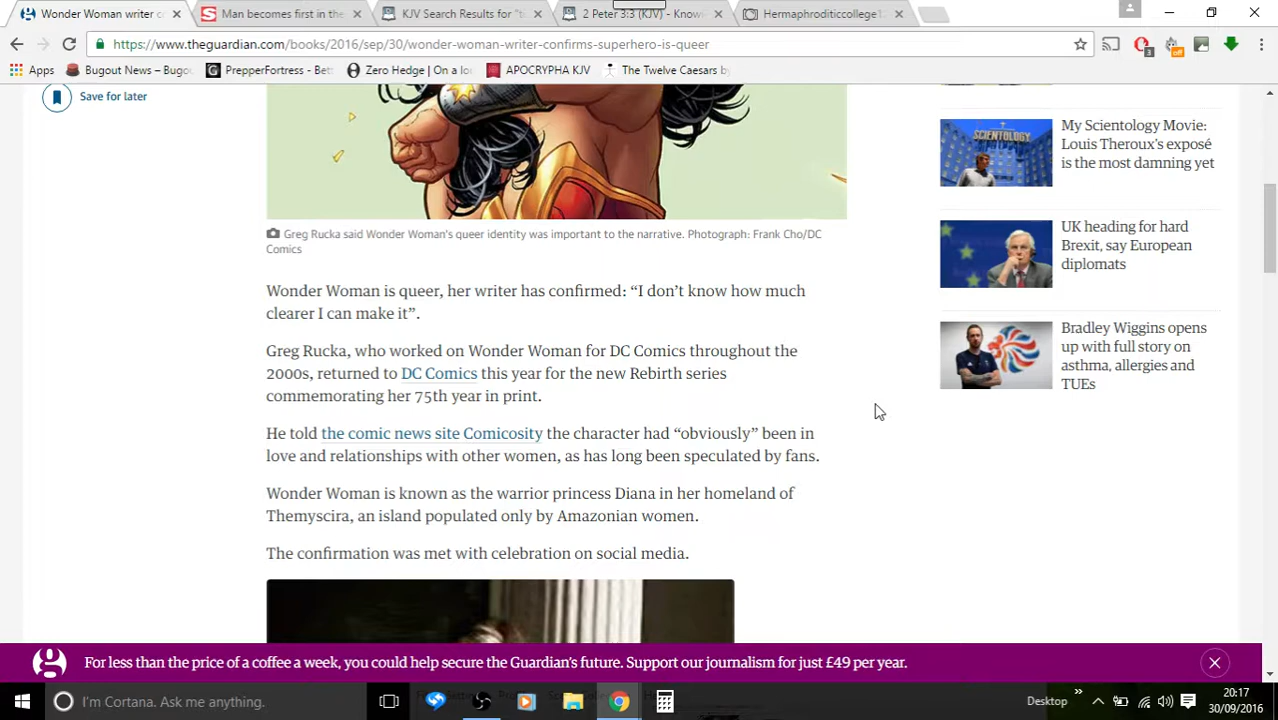 Wonder Woman writer c
Man becomes first in the
KJV Search Results for "t
2 Peter 3:3 (KJV) - Know
Hermaphroditiccollege1
https://www.theguardian.com/books/2016/sep/30/wonder-woman-writer-confirms-superhero-is-queer
3
off
Apps
Bugout News – Bugo
PrepperFortress - Bet
Zero Hedge | On a lo
APOCRYPHA KJV
The Twelve Caesars by
Save for later
SCIENTOLOGY
My Scientology Movie:
Louis Theroux's exposé
is the most damning yet
Greg Rucka said Wonder Woman's queer identity was important to the narrative. Photograph: Frank Cho/DC
Comics
UK heading for hard
Brexit, say European
diplomats
Wonder Woman is queer, her writer has confirmed: “I don’t know how much
clearer I can make it”.
Bradley Wiggins opens
up with full story on
asthma, allergies and
TUEs
Greg Rucka, who worked on Wonder Woman for DC Comics throughout the
2000s, returned to DC Comics this year for the new Rebirth series
commemorating her 75th year in print.
He told the comic news site Comicosity the character had “obviously” been in
love and relationships with other women, as has long been speculated by fans.
Wonder Woman is known as the warrior princess Diana in her homeland of
Themyscira, an island populated only by Amazonian women.
The confirmation was met with celebration on social media.
For less than the price of a coffee a week, you could help secure the Guardian’s future. Support our journalism for just £49 per year.
I'm Cortana. Ask me anything.
Desktop
20:17
30/09/2016